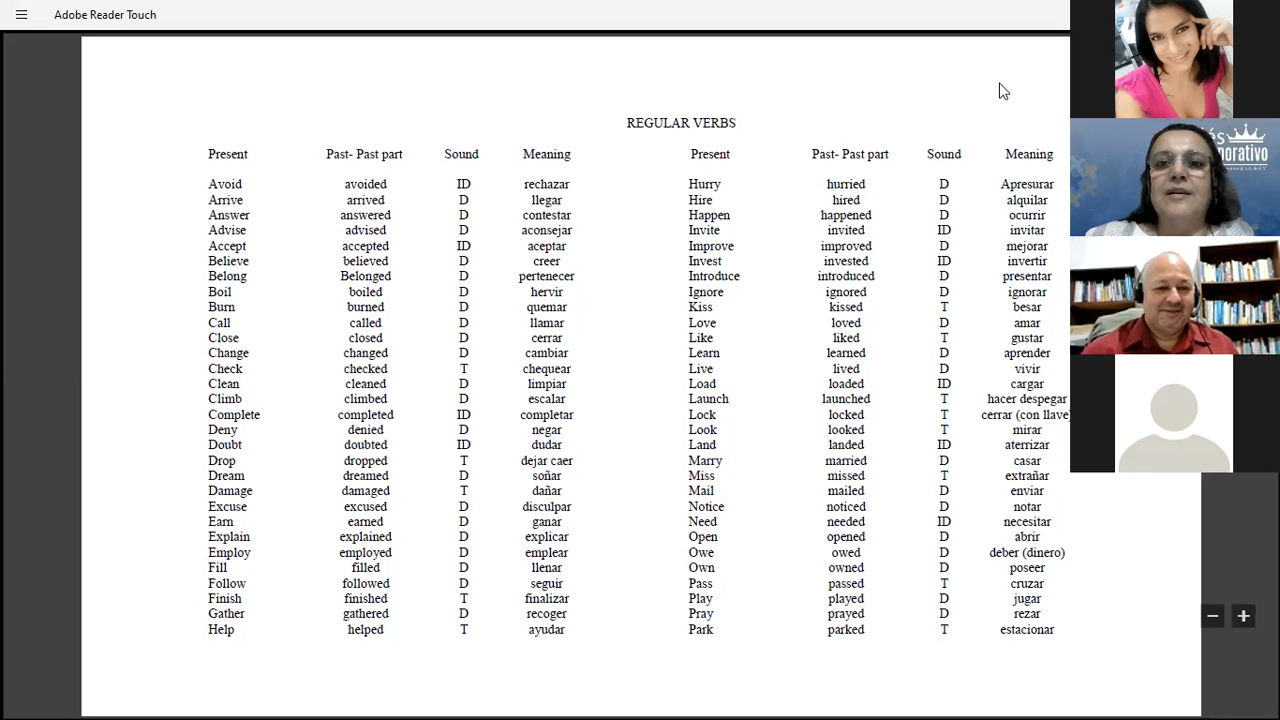 Adobe Reader Touch
REGULAR VERBS
Present Past- Past part Sound Meaning Present Past- Past part Sound Meaning
Avoid avoided ID rechazar Hurry hurried D Apresurar
Arrive arrived D llegar Hire hired D alquilar
Answer answered D contestar Happen happened D ocurrir
Advise advised D aconsejar Invite invited ID invitar
Accept accepted ID aceptar Improve improved D mejorar
Believe believed D creer Invest invested ID invertir
Belong Belonged D pertenecer Introduce introduced D presentar
Boil boiled D hervir Ignore ignored D ignorar
Burn burned D quemar Kiss kissed T besar
Call called D llamar Love loved D amar
Close closed D cerrar Like liked T gustar
Change changed D cambiar Learn learned D aprender
Check checked T chequear Live lived D vivir
Clean cleaned D limpiar Load loaded ID cargar
Climb climbed D escalar Launch launched T hacer despegar
Complete completed ID completar Lock locked T cerrar (con llave)
Deny denied D negar Look looked T mirar
Doubt doubted ID dudar Land landed ID aterrizar
Drop dropped T dejar caer Marry married D casar
Dream dreamed D soñar Miss missed T extrañar
Damage damaged T dañar Mail mailed D enviar
Excuse excused D disculpar Notice noticed D notar
Earn earned D ganar Need needed ID necesitar
Explain explained D explicar Open opened D abrir
Employ employed D emplear Owe owed D deber (dinero)
Fill filled D llenar Own owned D poseer
Follow followed D seguir Pass passed T cruzar
Finish finished T finalizar Play played D jugar
Gather gathered D recoger Pray prayed D rezar
Help helped T ayudar Park parked T estacionar